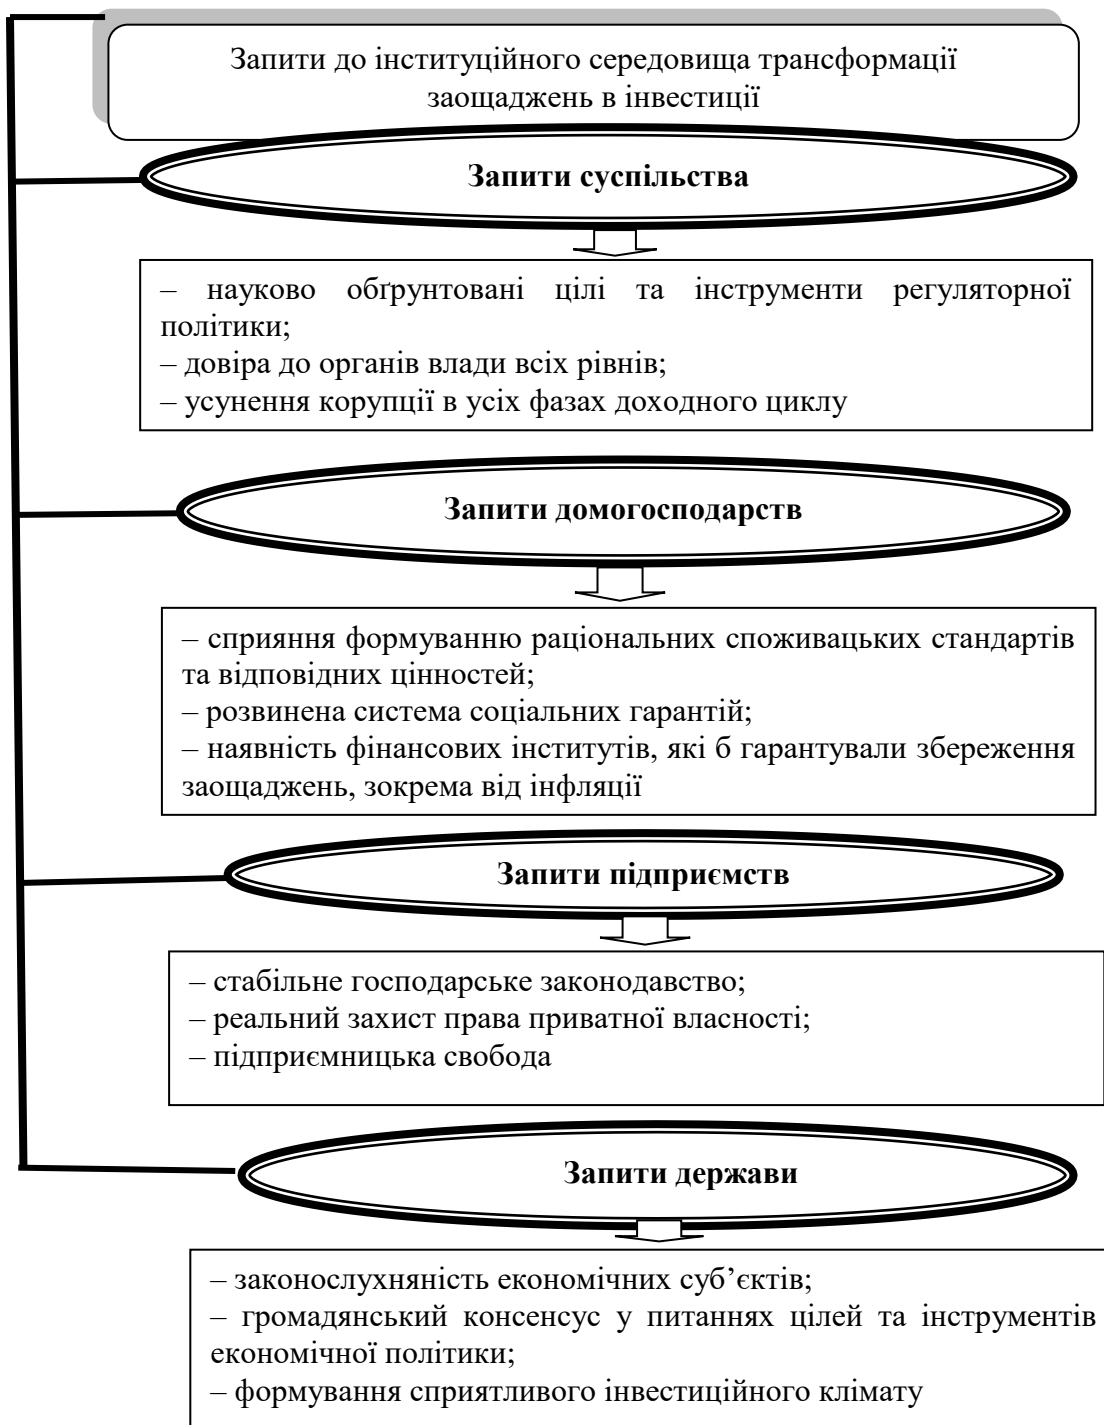 Запити до інституційного середовища трансформації
заощаджень в інвестиції
Запити суспільства
– науково обґрунтовані цілі та інструменти регуляторної
політики;
– довіра до органів влади всіх рівнів;
– усунення корупції в усіх фазах доходного циклу
Запити домогосподарств
– сприяння формуванню раціональних споживацьких стандартів
та відповідних цінностей;
– розвинена система соціальних гарантій;
– наявність фінансових інститутів, які б гарантували збереження
заощаджень, зокрема від інфляції
Запити підприємств
– стабільне господарське законодавство;
– реальний захист права приватної власності;
– підприємницька свобода
Запити держави
– законослухняність економічних суб’єктів;
– громадянський консенсус у питаннях цілей та інструментів
економічної політики;
– формування сприятливого інвестиційного клімату